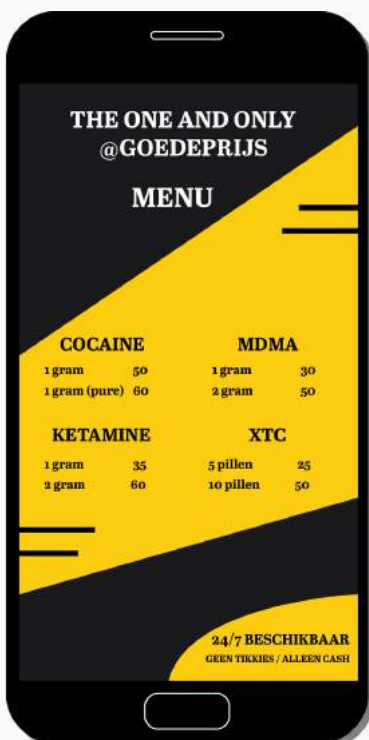 THE ONE AND ONLY
@GOEDEPRIJS
MENU
COCAINE
1 gram 50
1 gram (pure) 60
MDMA
1 gram 30
2 gram 50
KETAMINE
1 gram 35
2 gram 60
XTC
5 pillen 25
10 pillen 50
24/7 BESCHIKBAAR
GEEN TIKKIES / ALLEEN CASH